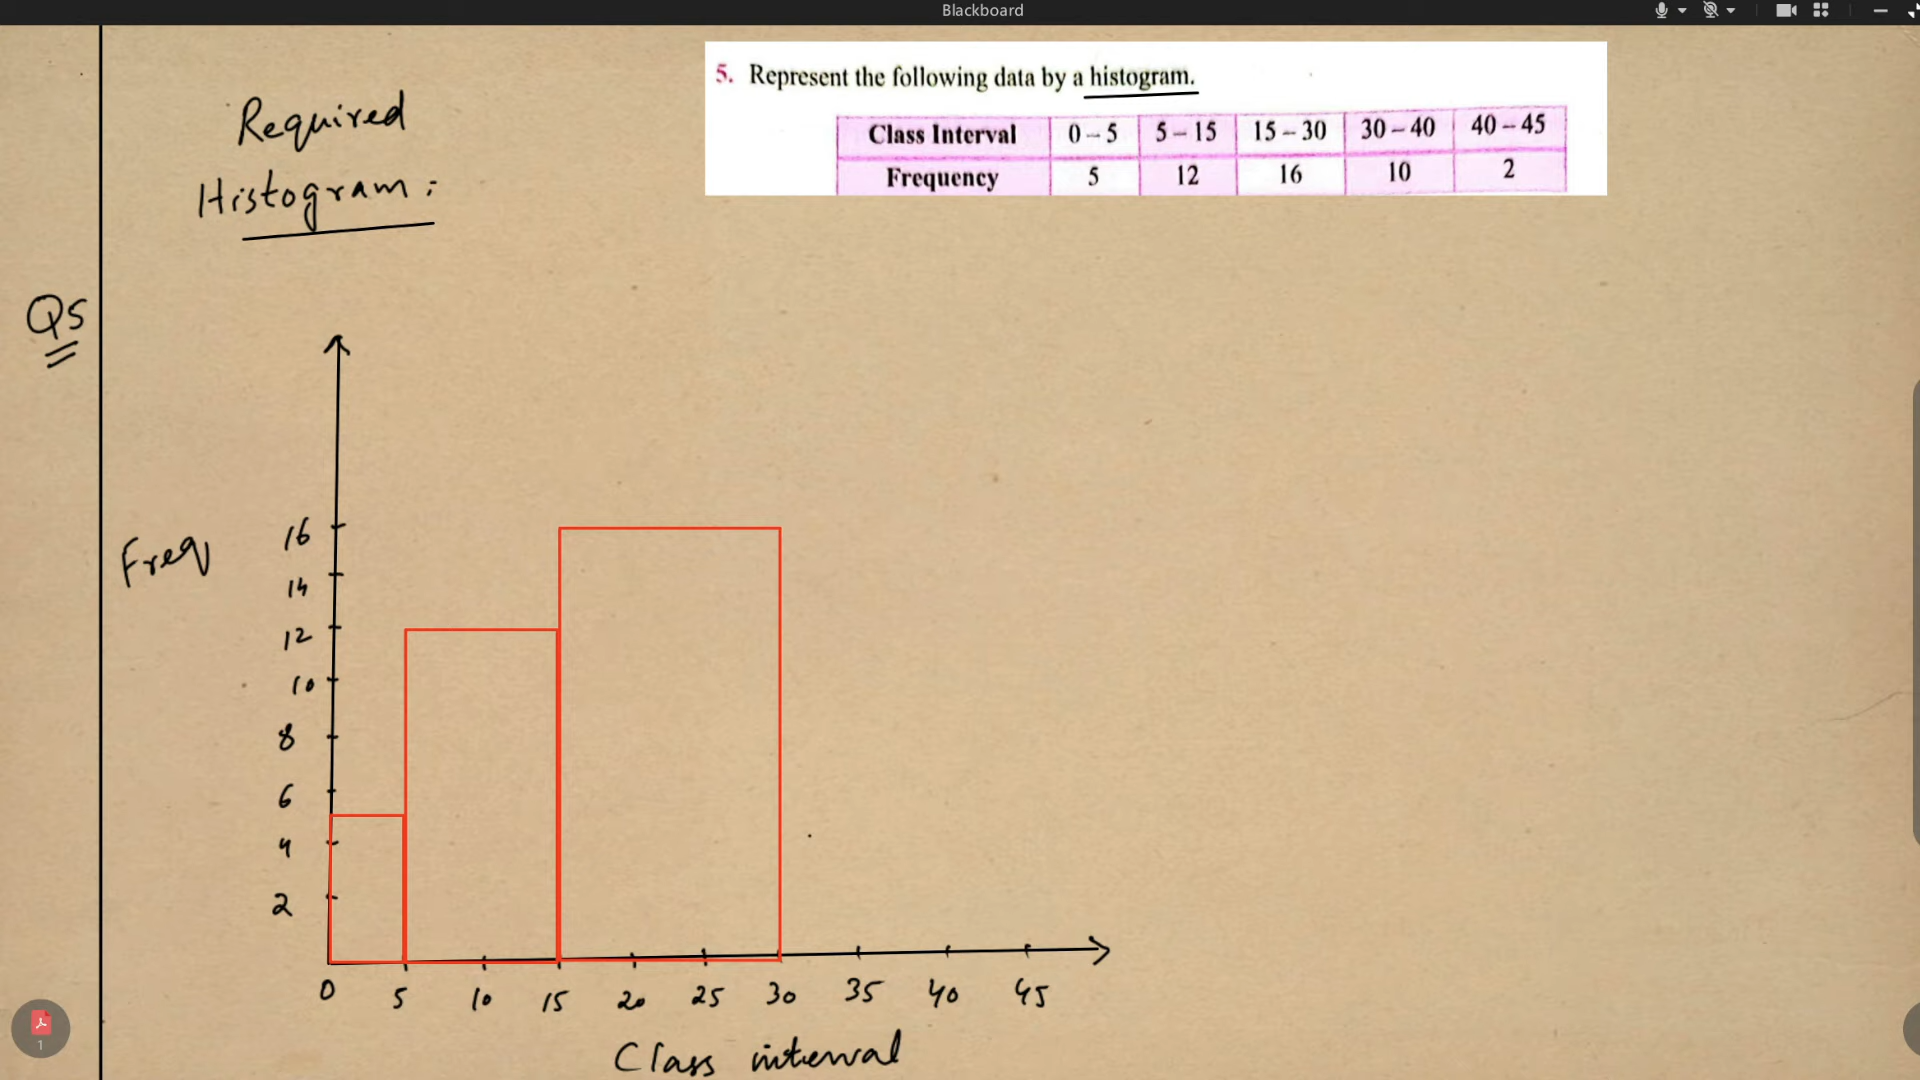 Blackboard
Required
Histogram:
5. Represent the following data by a histogram.
Class Interval 0 – 5 5 – 15 15 – 30 30 – 40 40 – 45
Frequency 5 12 16 10 2
Q5
Freq
16
14
12
10
8
6
4
2
0 5 10 15 20 25 30 35 40 45
Class interval
1